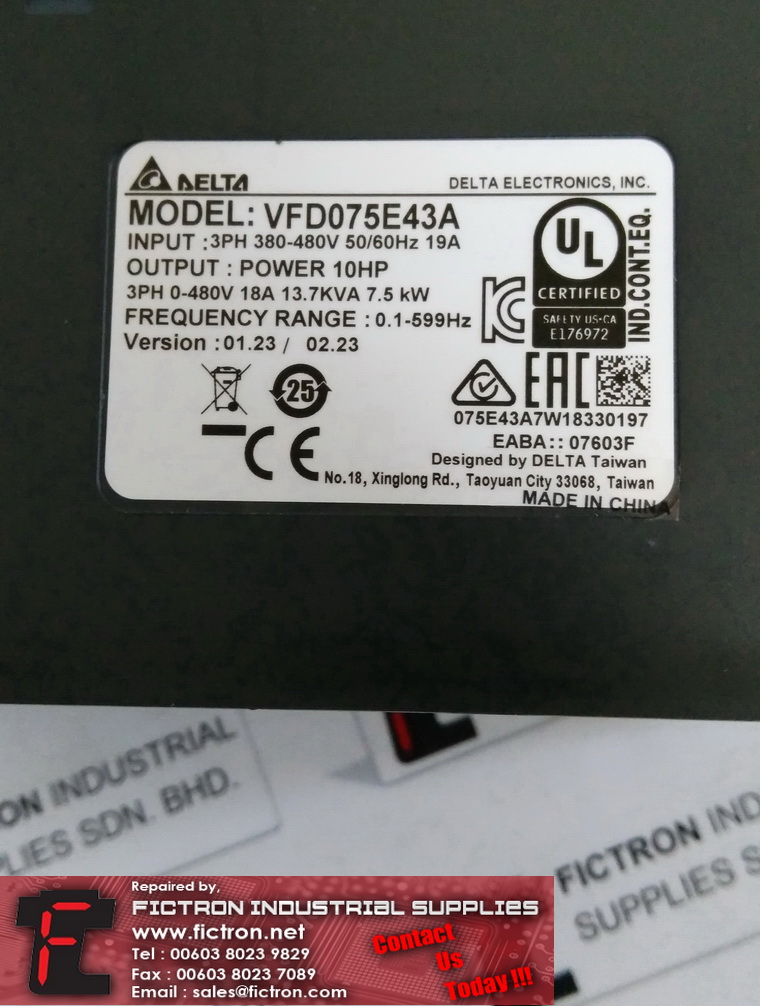 DELTA
DELTA ELECTRONICS, INC.
MODEL: VFD075E43A
INPUT :3PH 380-480V 50/60Hz 19A
OUTPUT : POWER 10HP
3PH 0-480V 18A 13.7KVA 7.5 kW
FREQUENCY RANGE : 0.1-599Hz
Version : 01.23 / 02.23
UL
CERTIFIED
SAFETY US-CA
E176972
IND.CONT.EQ.
KC
25
EAC
075E43A7W18330197
EABA:: 07603F
CE
Designed by DELTA Taiwan
No.18, Xinglong Rd., Taoyuan City 33068, Taiwan
MADE IN CHINA
ON INDUSTRIAL
PLIES SDN. BHD.
FICTRON IND
SUPPLIES S
Repaired by,
FICTRON INDUSTRIAL SUPPLIES
www.fictron.net
Tel : 00603 8023 9829
Fax : 00603 8023 7089
Email : sales@fictron.com
Contact
Us
Today !!!